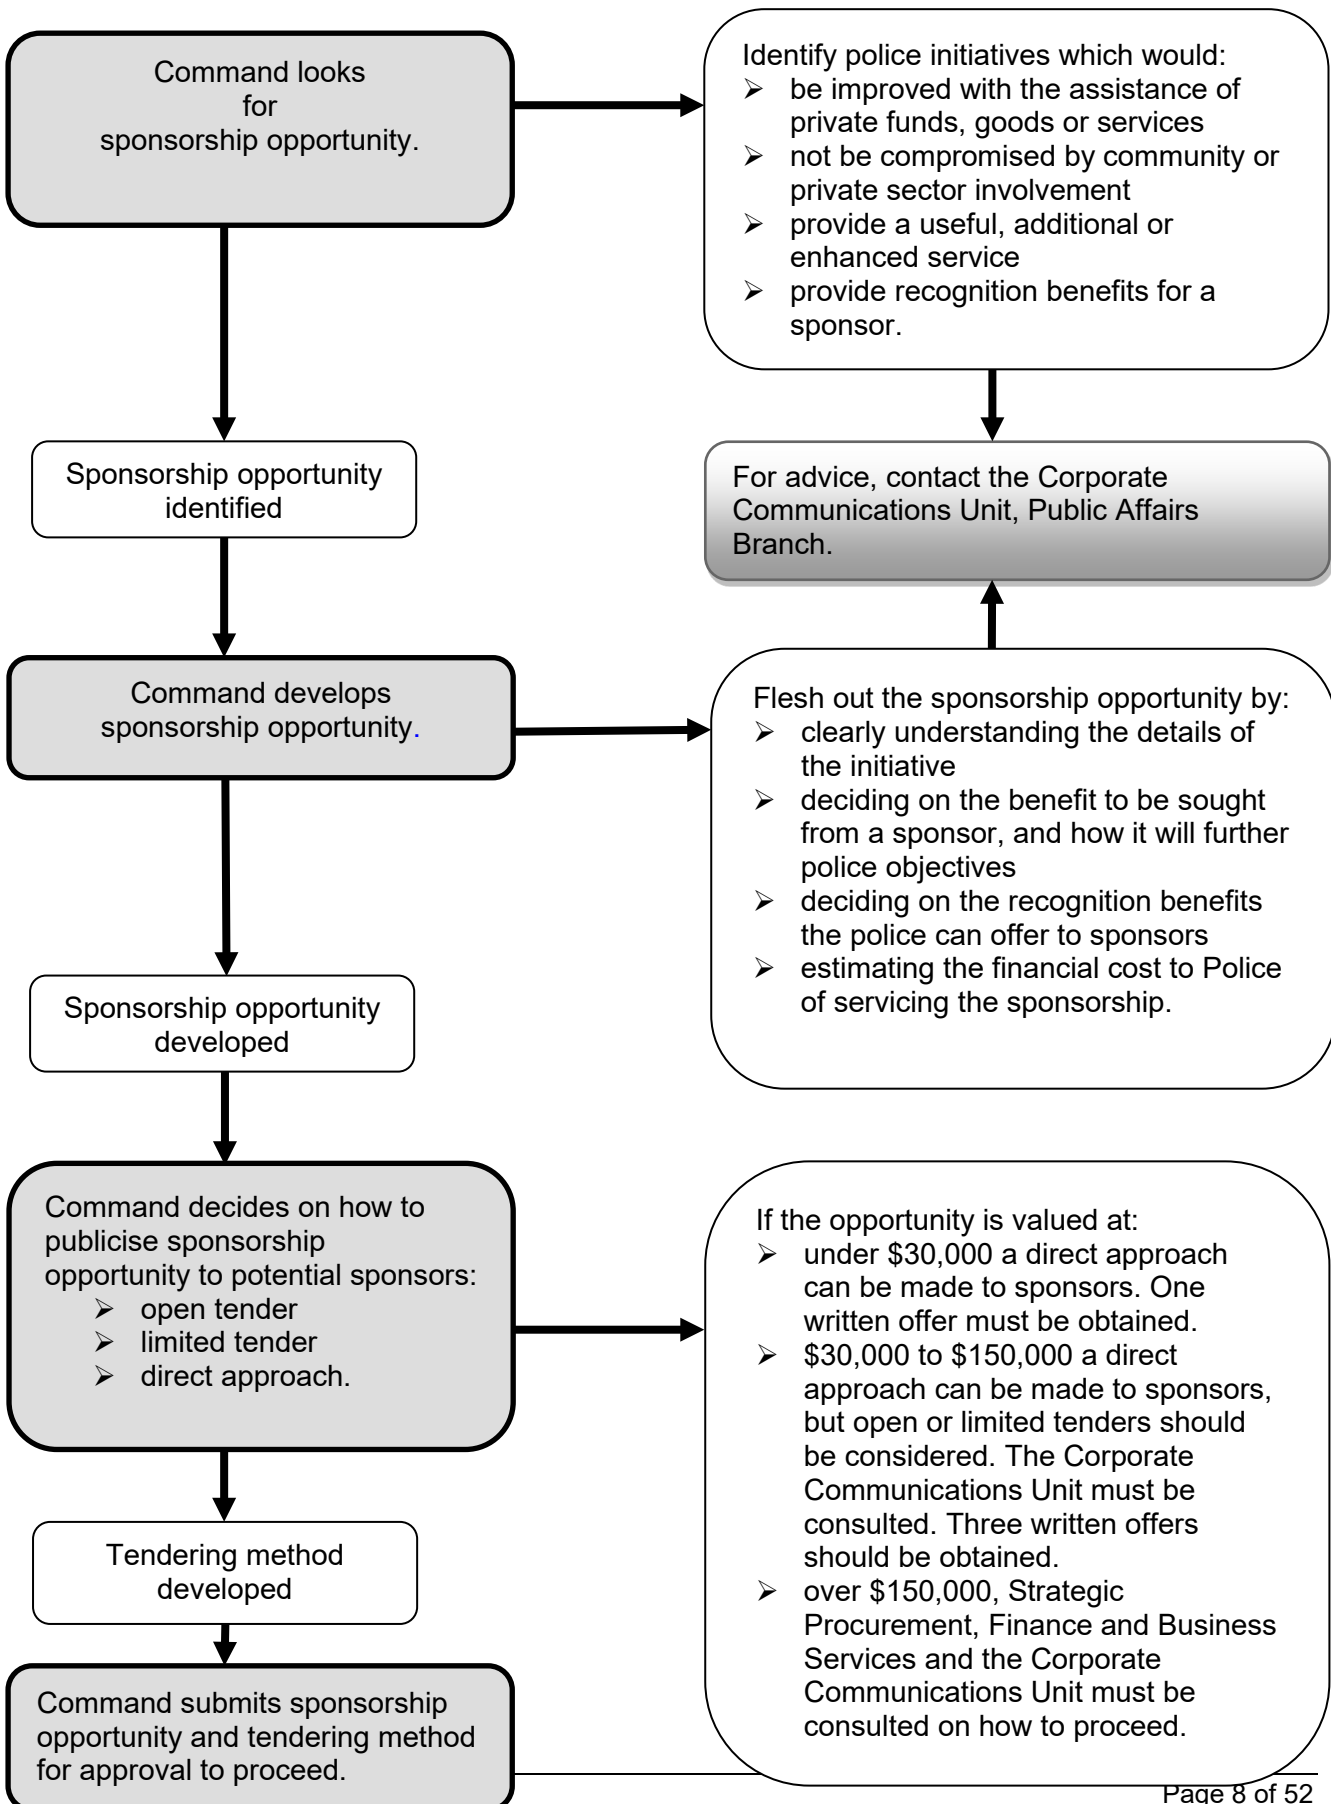 Command looks
for
sponsorship opportunity.
Identify police initiatives which would:
➢ be improved with the assistance of
private funds, goods or services
➢ not be compromised by community or
private sector involvement
➢ provide a useful, additional or
enhanced service
➢ provide recognition benefits for a
sponsor.
Sponsorship opportunity
identified
For advice, contact the Corporate
Communications Unit, Public Affairs
Branch.
Command develops
sponsorship opportunity.
Flesh out the sponsorship opportunity by:
➢ clearly understanding the details of
the initiative
➢ deciding on the benefit to be sought
from a sponsor, and how it will further
police objectives
➢ deciding on the recognition benefits
the police can offer to sponsors
➢ estimating the financial cost to Police
of servicing the sponsorship.
Sponsorship opportunity
developed
Command decides on how to
publicise sponsorship
opportunity to potential sponsors:
➢ open tender
➢ limited tender
➢ direct approach.
If the opportunity is valued at:
➢ under $30,000 a direct approach
can be made to sponsors. One
written offer must be obtained.
➢ $30,000 to $150,000 a direct
approach can be made to sponsors,
but open or limited tenders should
be considered. The Corporate
Communications Unit must be
consulted. Three written offers
should be obtained.
➢ over $150,000, Strategic
Procurement, Finance and Business
Services and the Corporate
Communications Unit must be
consulted on how to proceed.
Tendering method
developed
Command submits sponsorship
opportunity and tendering method
for approval to proceed.
Page 8 of 52